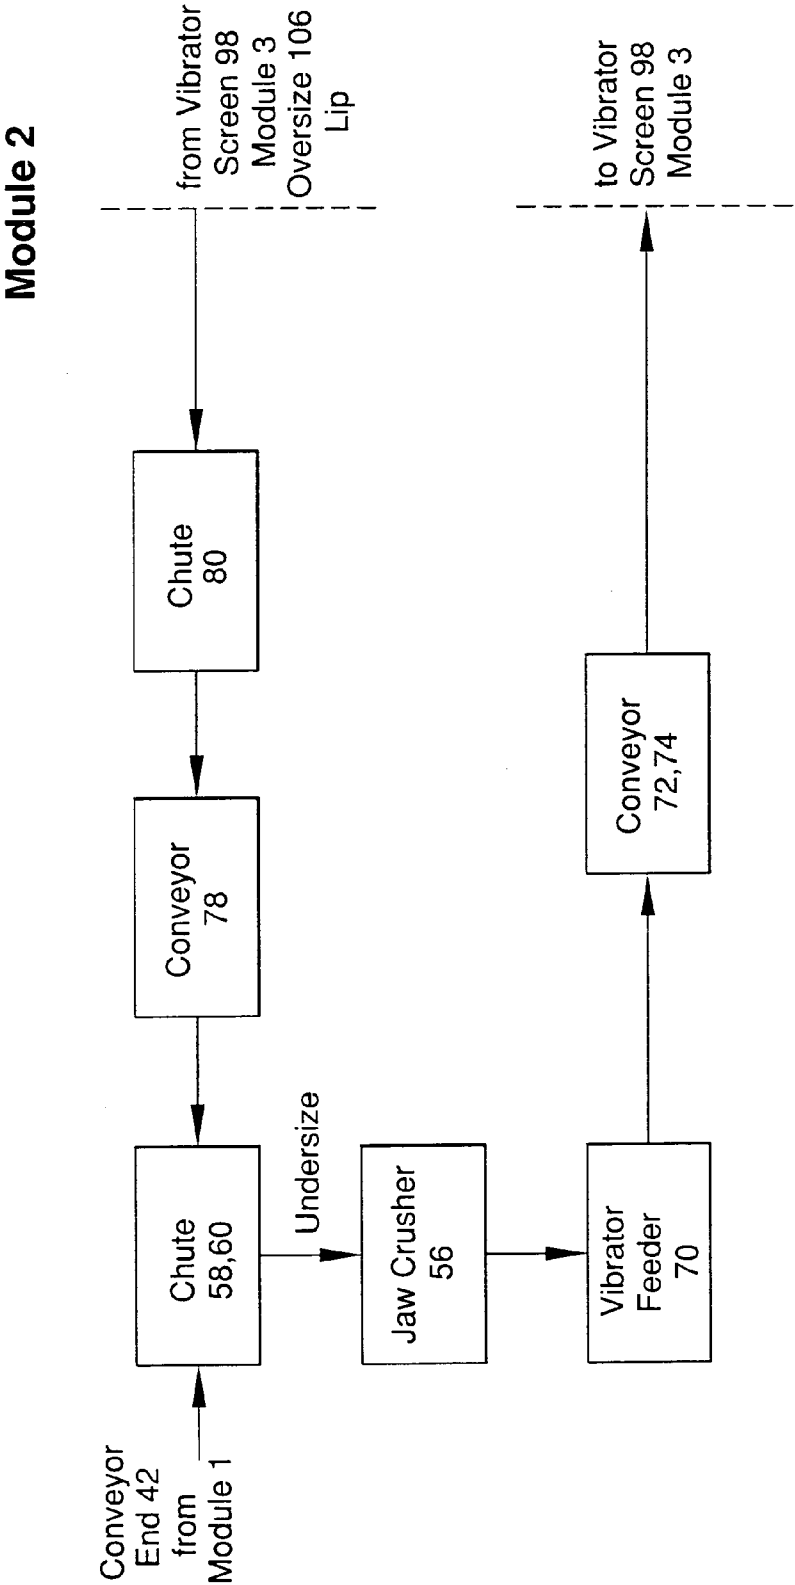 Module 2
Conveyor
End 42
from
Module 1
Chute
58,60
Conveyor
78
Chute
80
from Vibrator
Screen 98
Module 3
Oversize 106
Lip
Undersize
Jaw Crusher
56
Vibrator
Feeder
70
Conveyor
72,74
to Vibrator
Screen 98
Module 3